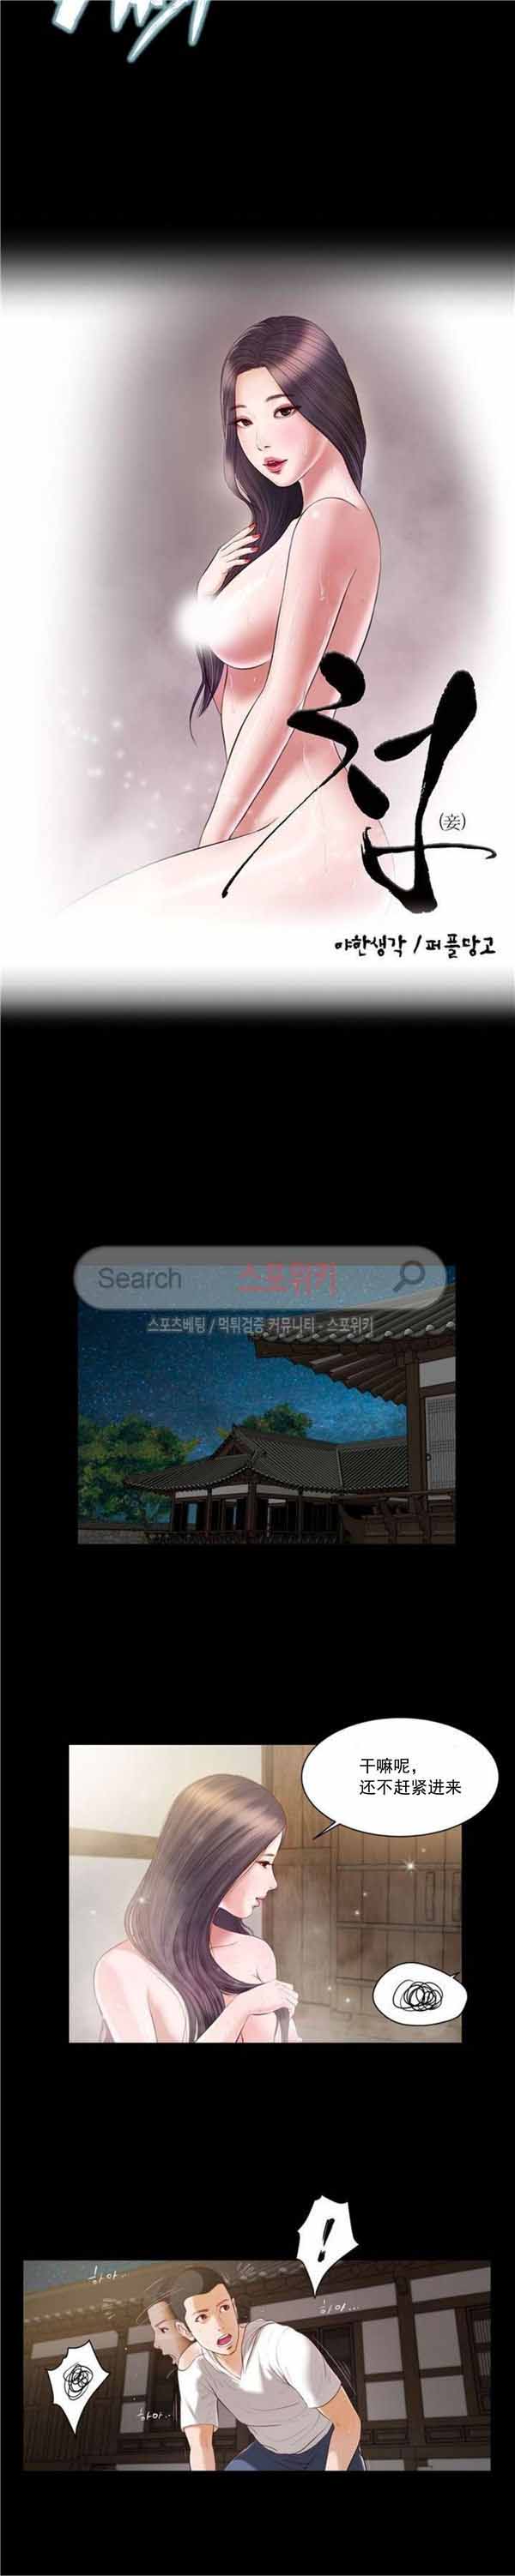 첩
(妾)
야한생각 / 퍼플망고
Search 스포위키
스포츠베팅 / 먹튀검증 커뮤니티 - 스포위키
干嘛呢，
还不赶紧进来
!
하아..
하아...
하아..